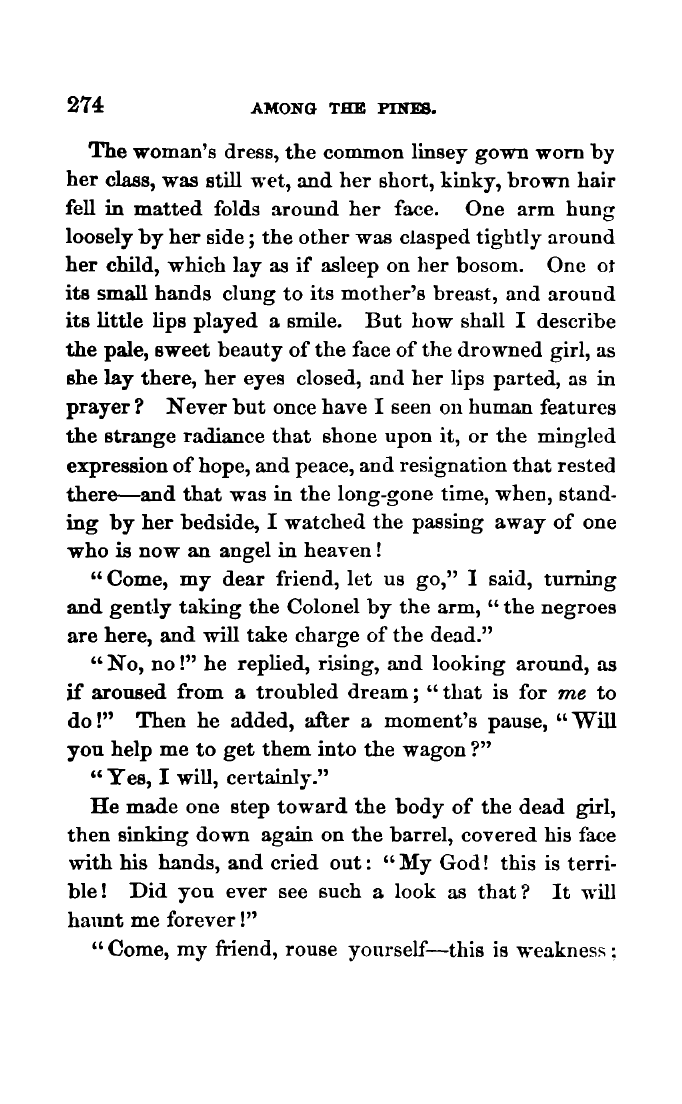 274 AMONG THE PINES.
The woman's dress, the common linsey gown worn by
her class, was still wet, and her short, kinky, brown hair
fell in matted folds around her face. One arm hung
loosely by her side; the other was clasped tightly around
her child, which lay as if asleep on her bosom. One of
its small hands clung to its mother's breast, and around
its little lips played a smile. But how shall I describe
the pale, sweet beauty of the face of the drowned girl, as
she lay there, her eyes closed, and her lips parted, as in
prayer? Never but once have I seen on human features
the strange radiance that shone upon it, or the mingled
expression of hope, and peace, and resignation that rested
there—and that was in the long-gone time, when, stand-
ing by her bedside, I watched the passing away of one
who is now an angel in heaven!
"Come, my dear friend, let us go," I said, turning
and gently taking the Colonel by the arm, "the negroes
are here, and will take charge of the dead."
"No, no!" he replied, rising, and looking around, as
if aroused from a troubled dream; "that is for me to
do!" Then he added, after a moment's pause, "Will
you help me to get them into the wagon?"
"Yes, I will, certainly."
He made one step toward the body of the dead girl,
then sinking down again on the barrel, covered his face
with his hands, and cried out: "My God! this is terri-
ble! Did you ever see such a look as that? It will
haunt me forever!"
"Come, my friend, rouse yourself—this is weakness;